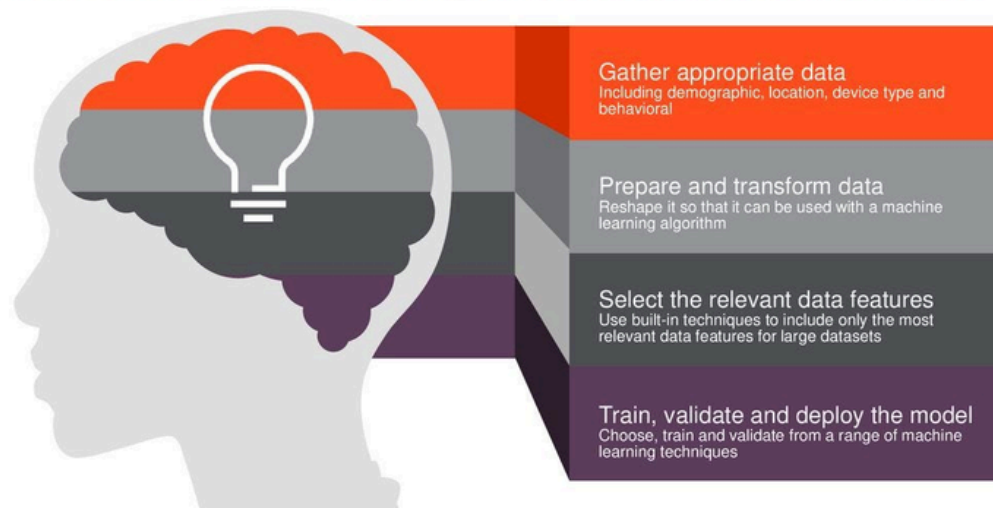 Gather appropriate data
Including demographic, location, device type and
behavioral
Prepare and transform data
Reshape it so that it can be used with a machine
learning algorithm
Select the relevant data features
Use built-in techniques to include only the most
relevant data features for large datasets
Train, validate and deploy the model
Choose, train and validate from a range of machine
learning techniques